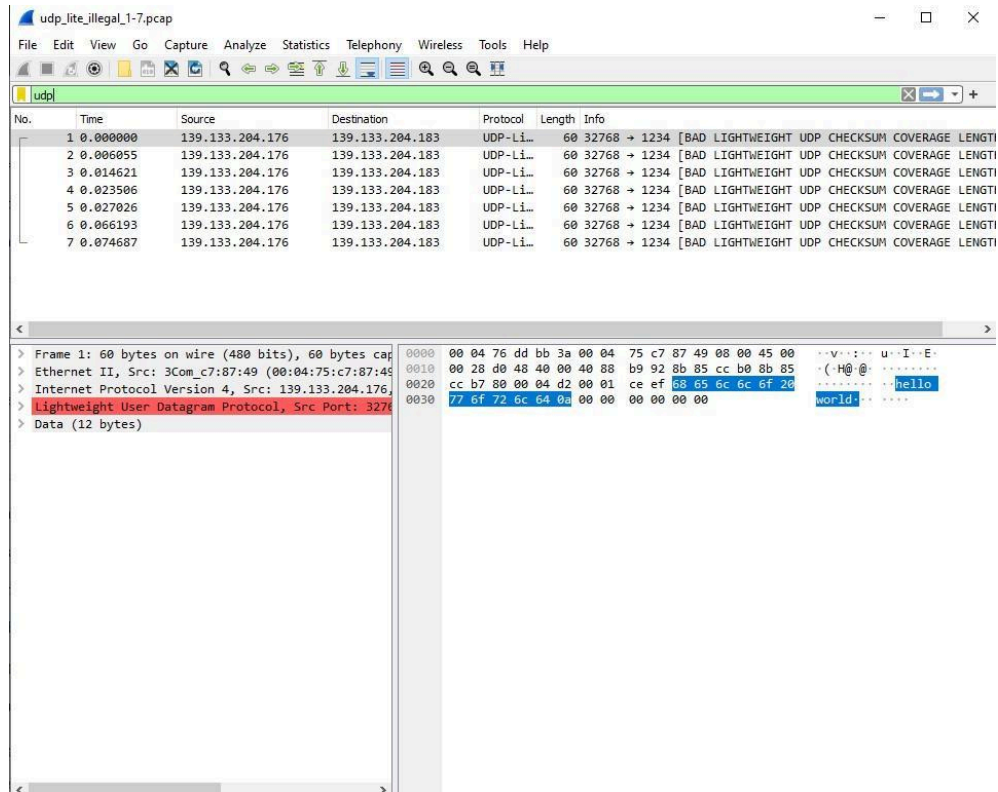 udp_lite_illegal_1-7.pcap
File Edit View Go Capture Analyze Statistics Telephony Wireless Tools Help
udp
No. Time Source Destination Protocol Length Info
1 0.000000 139.133.204.176 139.133.204.183 UDP-Li… 60 32768 → 1234 [BAD LIGHTWEIGHT UDP CHECKSUM COVERAGE LENGTH
2 0.006055 139.133.204.176 139.133.204.183 UDP-Li… 60 32768 → 1234 [BAD LIGHTWEIGHT UDP CHECKSUM COVERAGE LENGTH
3 0.014621 139.133.204.176 139.133.204.183 UDP-Li… 60 32768 → 1234 [BAD LIGHTWEIGHT UDP CHECKSUM COVERAGE LENGTH
4 0.023506 139.133.204.176 139.133.204.183 UDP-Li… 60 32768 → 1234 [BAD LIGHTWEIGHT UDP CHECKSUM COVERAGE LENGTH
5 0.027026 139.133.204.176 139.133.204.183 UDP-Li… 60 32768 → 1234 [BAD LIGHTWEIGHT UDP CHECKSUM COVERAGE LENGTH
6 0.066193 139.133.204.176 139.133.204.183 UDP-Li… 60 32768 → 1234 [BAD LIGHTWEIGHT UDP CHECKSUM COVERAGE LENGTH
7 0.074687 139.133.204.176 139.133.204.183 UDP-Li… 60 32768 → 1234 [BAD LIGHTWEIGHT UDP CHECKSUM COVERAGE LENGTH
Frame 1: 60 bytes on wire (480 bits), 60 bytes cap
Ethernet II, Src: 3Com_c7:87:49 (00:04:75:c7:87:49
Internet Protocol Version 4, Src: 139.133.204.176,
Lightweight User Datagram Protocol, Src Port: 3276
Data (12 bytes)
0000 00 04 76 dd bb 3a 00 04 75 c7 87 49 08 00 45 00 ··v··:·· u··I··E·
0010 00 28 d0 48 40 00 40 88 b9 92 8b 85 cc b0 8b 85 ·(·H@·@· ········
0020 cc b7 80 00 04 d2 00 01 ce ef 68 65 6c 6c 6f 20 ········ ··hello
0030 77 6f 72 6c 64 0a 00 00 00 00 00 00 world··· ····